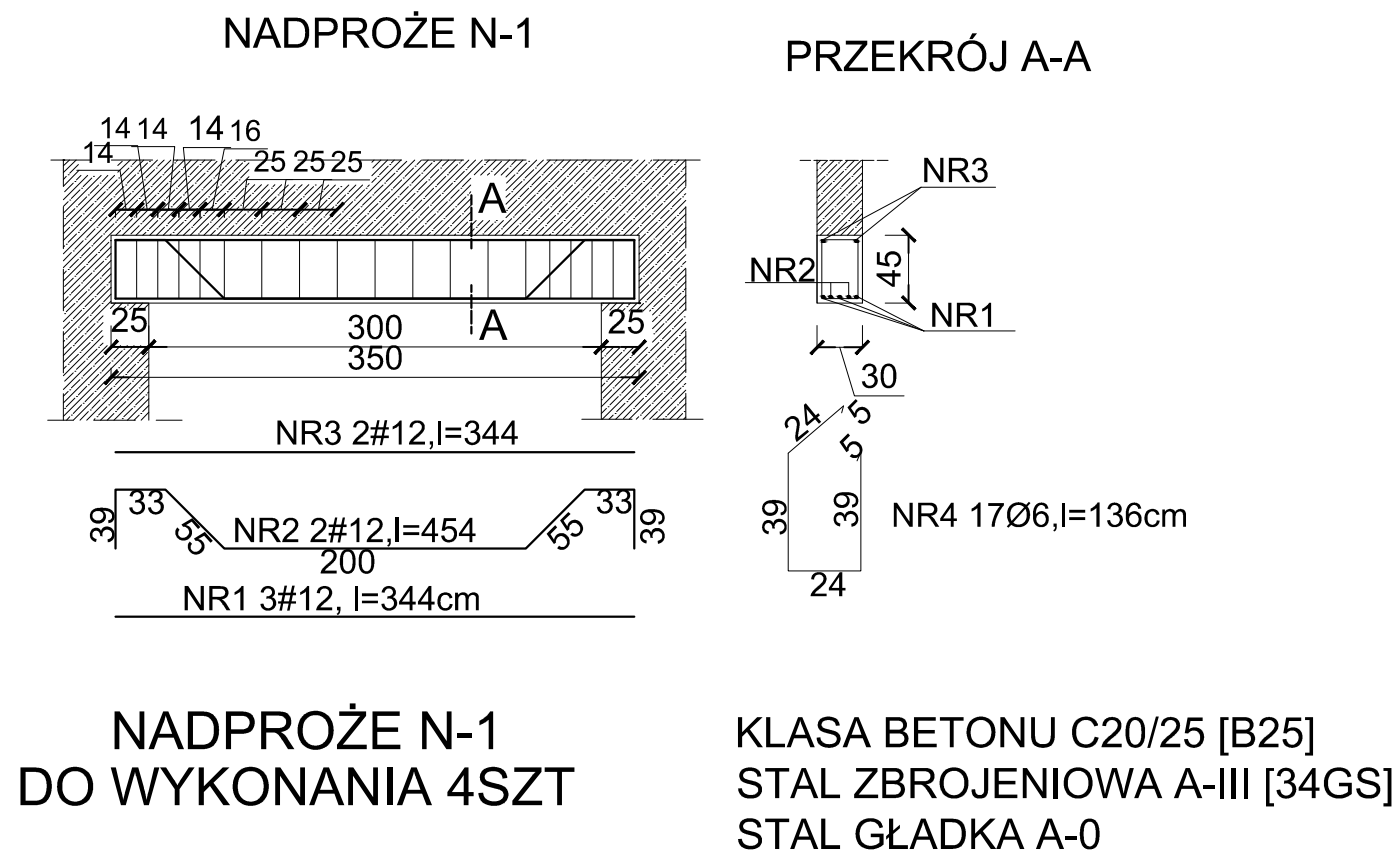 NADPROŻE N-1
PRZEKRÓJ A-A
14 14 14 16
14
25 25 25
A
A
25
300
25
350
NR3
NR2
45
NR1
30
NR3 2#12,l=344
39
33
55
NR2 2#12,l=454
200
55
33
39
NR1 3#12, l=344cm
24
5
5
39
39
24
NR4 17Ø6,l=136cm
NADPROŻE N-1
DO WYKONANIA 4SZT
KLASA BETONU C20/25 [B25]
STAL ZBROJENIOWA A-III [34GS]
STAL GŁADKA A-0